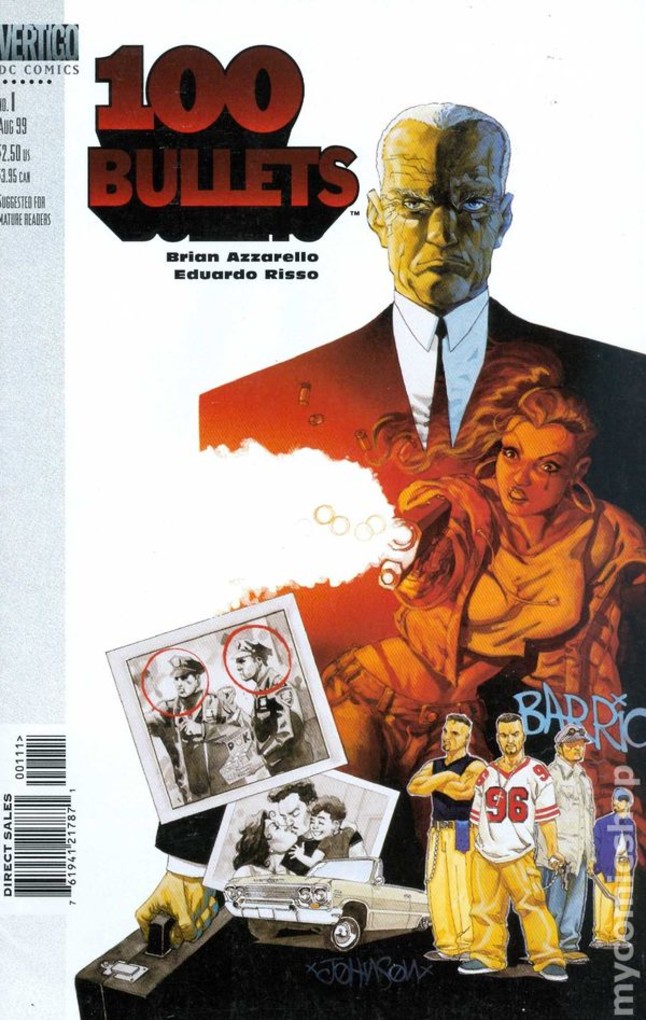 VERTIGO
DC COMICS
NO. 1
AUG 99
$2.50 US
$3.95 CAN
SUGGESTED FOR
MATURE READERS
100
BULLETS
™
Brian Azzarello
Eduardo Risso
BARRIO
96
96
JOHNSON
00111>
DIRECT SALES
7 61941 21787 1
mycomicshop